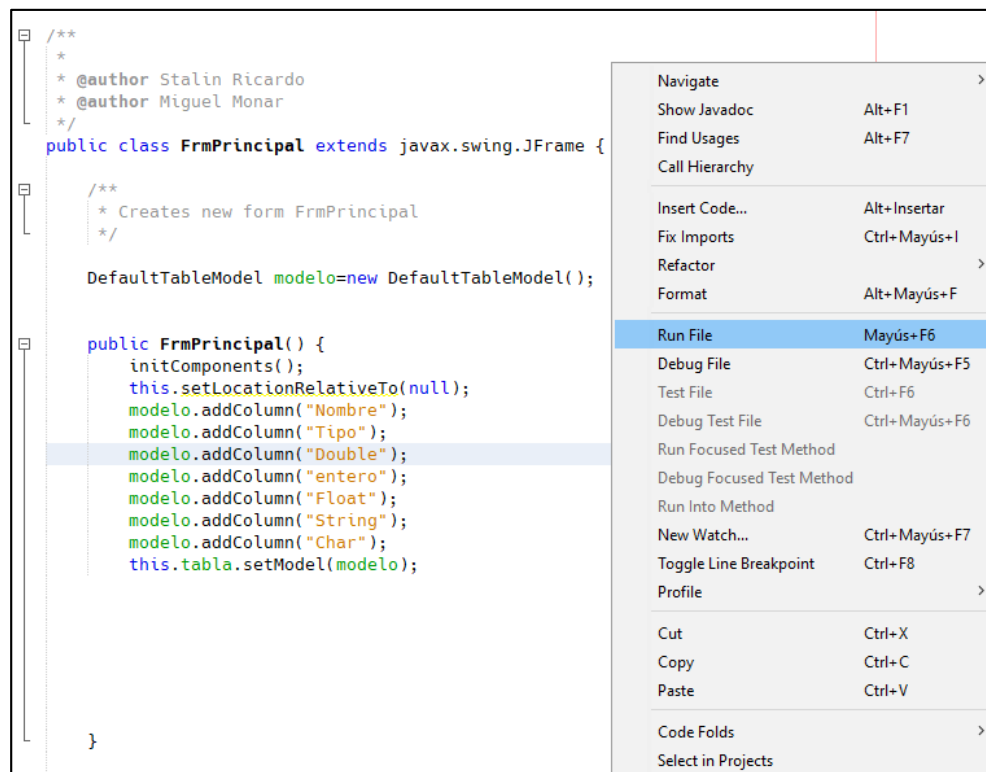 /**
 *
 * @author Stalin Ricardo
 * @author Miguel Monar
 */
public class FrmPrincipal extends javax.swing.JFrame {
    /**
     * Creates new form FrmPrincipal
     */
    DefaultTableModel modelo=new DefaultTableModel();
    public FrmPrincipal() {
        initComponents();
        this.setLocationRelativeTo(null);
        modelo.addColumn("Nombre");
        modelo.addColumn("Tipo");
        modelo.addColumn("Double");
        modelo.addColumn("entero");
        modelo.addColumn("Float");
        modelo.addColumn("String");
        modelo.addColumn("Char");
        this.tabla.setModel(modelo);
    }
Navigate >
Show Javadoc Alt+F1
Find Usages Alt+F7
Call Hierarchy
Insert Code... Alt+Insertar
Fix Imports Ctrl+Mayús+I
Refactor >
Format Alt+Mayús+F
Run File Mayús+F6
Debug File Ctrl+Mayús+F5
Test File Ctrl+F6
Debug Test File Ctrl+Mayús+F6
Run Focused Test Method
Debug Focused Test Method
Run Into Method
New Watch... Ctrl+Mayús+F7
Toggle Line Breakpoint Ctrl+F8
Profile >
Cut Ctrl+X
Copy Ctrl+C
Paste Ctrl+V
Code Folds >
Select in Projects